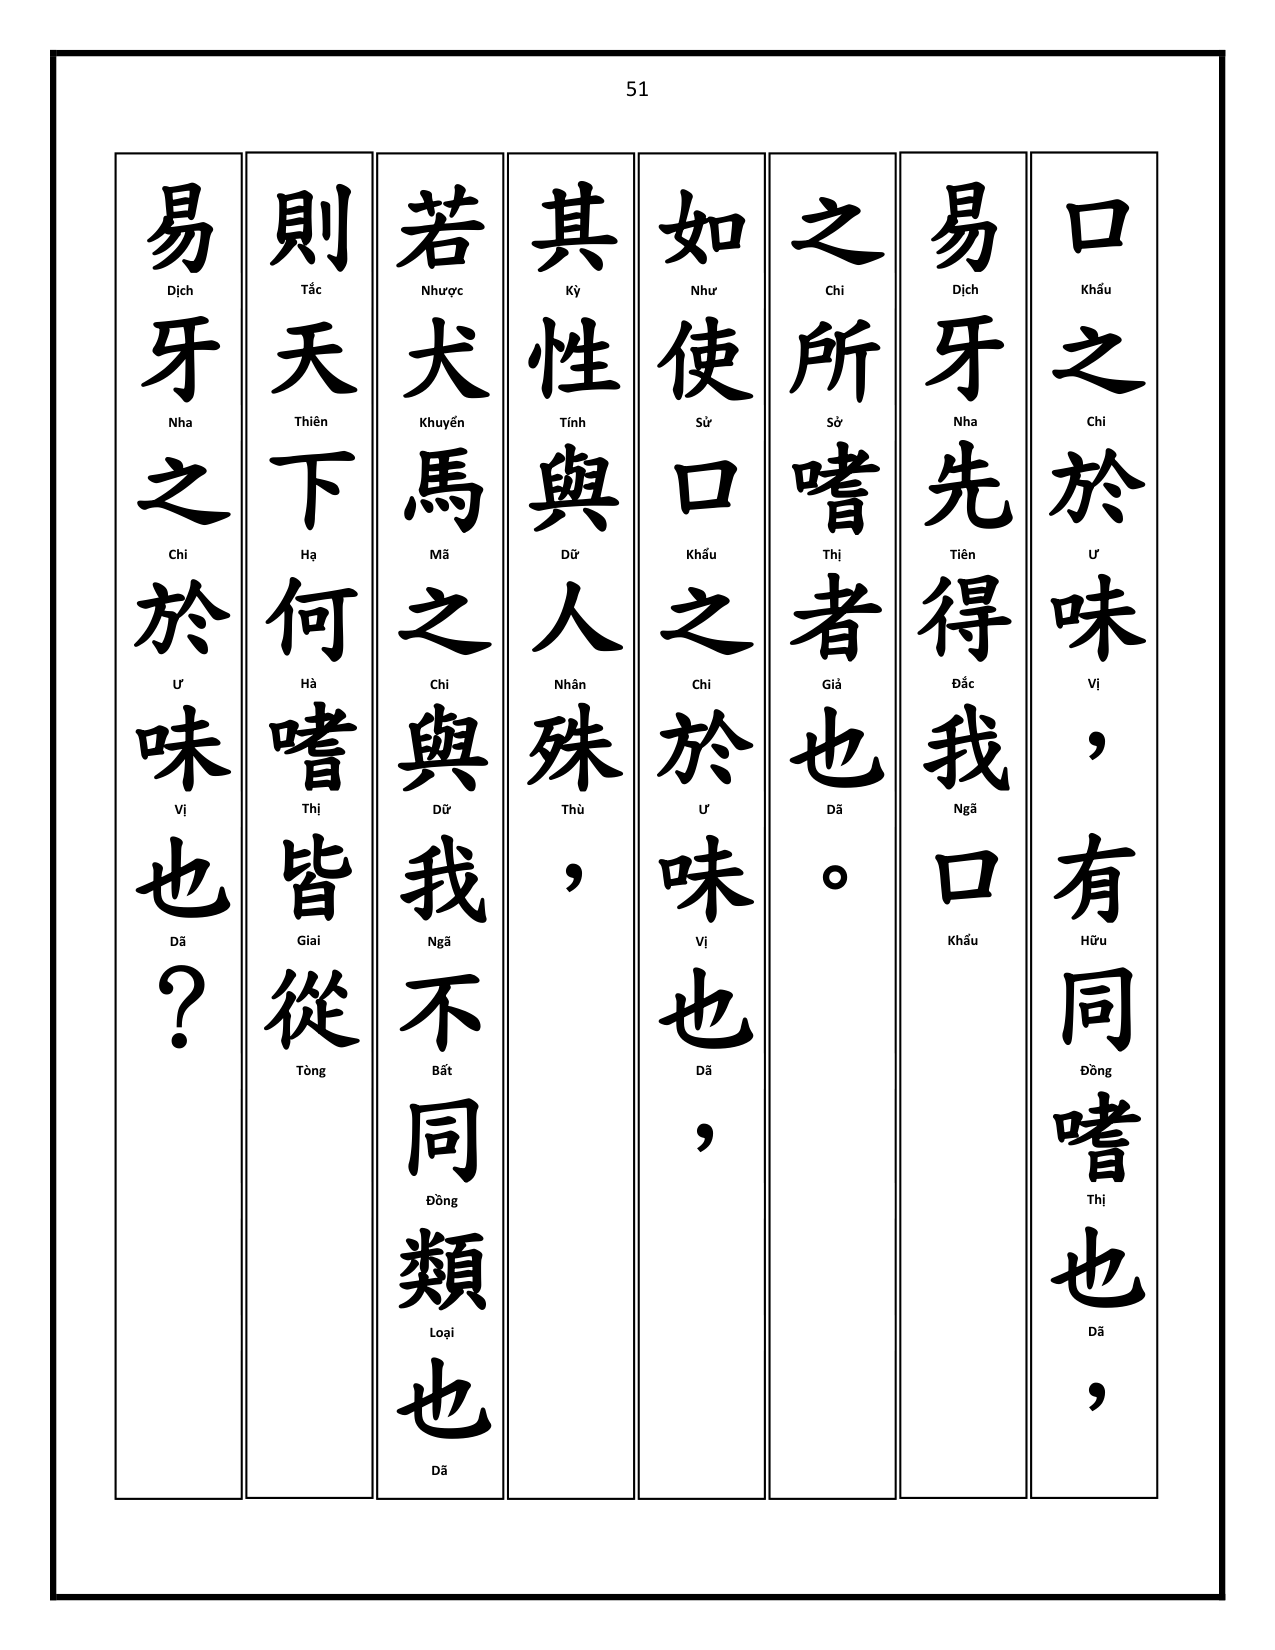 51
口之於味，有同嗜也，
Khẩu Chi Ư Vị Hữu Đồng Thị Dã
易牙先得我口
Dịch Nha Tiên Đắc Ngã Khẩu
之所嗜者也。
Chi Sở Thị Giả Dã
如使口之於味也，
Như Sử Khẩu Chi Ư Vị Dã
其性與人殊，
Kỳ Tính Dữ Nhân Thù
若犬馬之與我不同類也
Nhược Khuyển Mã Chi Dữ Ngã Bất Đồng Loại Dã
則天下何嗜皆從
Tắc Thiên Hạ Hà Thị Giai Tòng
易牙之於味也？
Dịch Nha Chi Ư Vị Dã